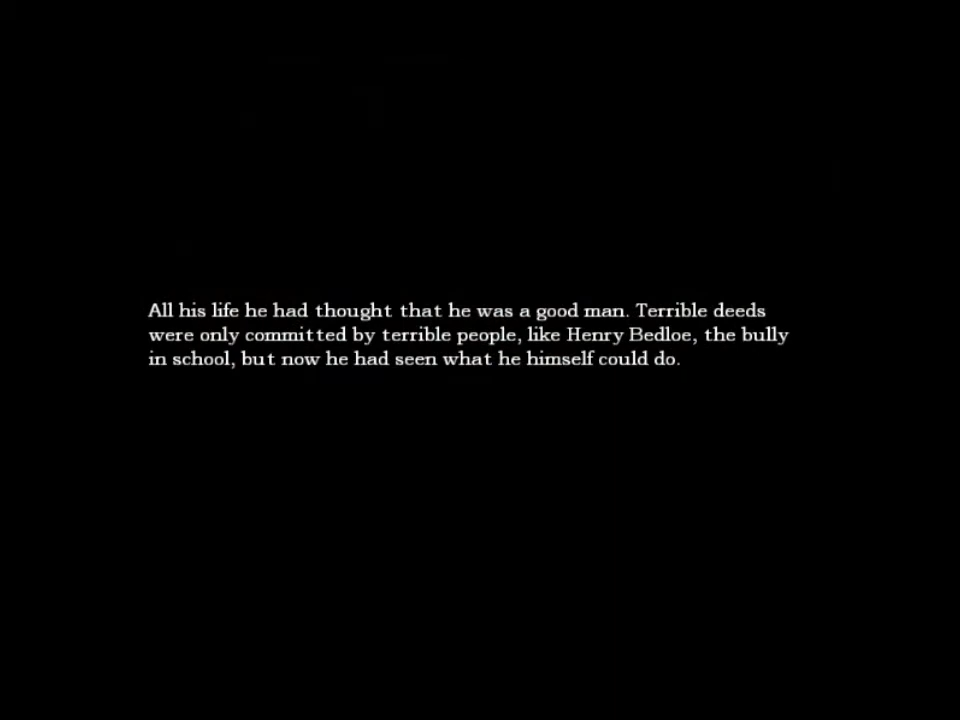 All his life he had thought that he was a good man. Terrible deeds
were only committed by terrible people, like Henry Bedloe, the bully
in school, but now he had seen what he himself could do.